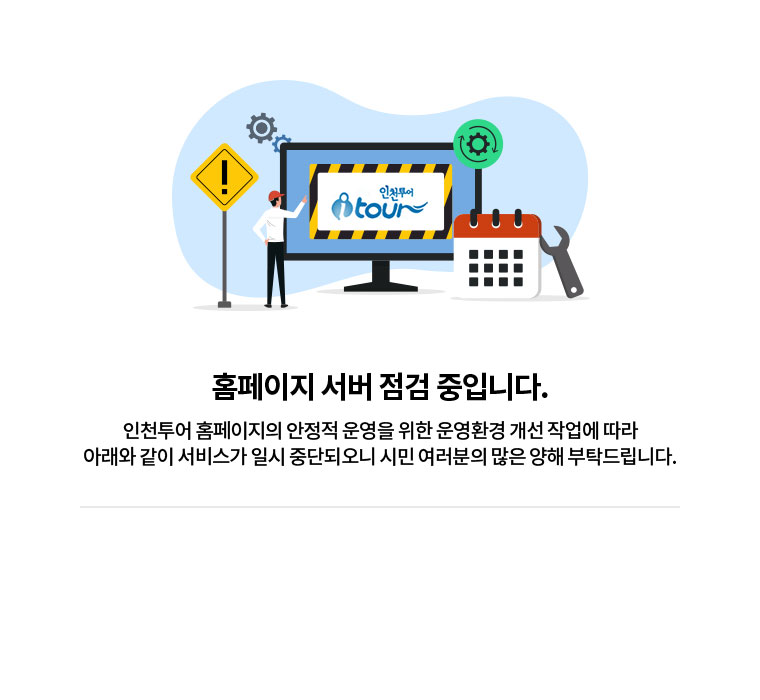 인천투어
itour
홈페이지 서버 점검 중입니다.
인천투어 홈페이지의 안정적 운영을 위한 운영환경 개선 작업에 따라
아래와 같이 서비스가 일시 중단되오니 시민 여러분의 많은 양해 부탁드립니다.